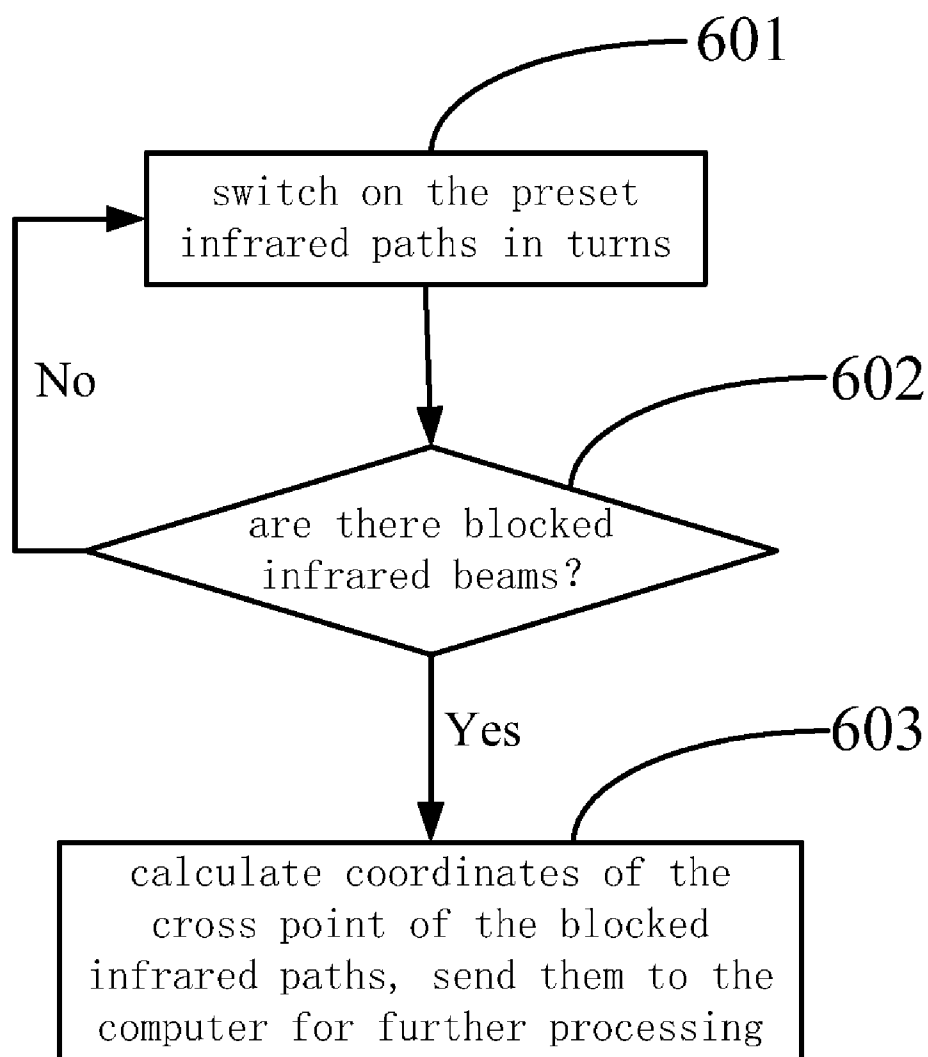 601
switch on the preset
infrared paths in turns
No
602
are there blocked
infrared beams?
Yes
603
calculate coordinates of the
cross point of the blocked
infrared paths, send them to the
computer for further processing